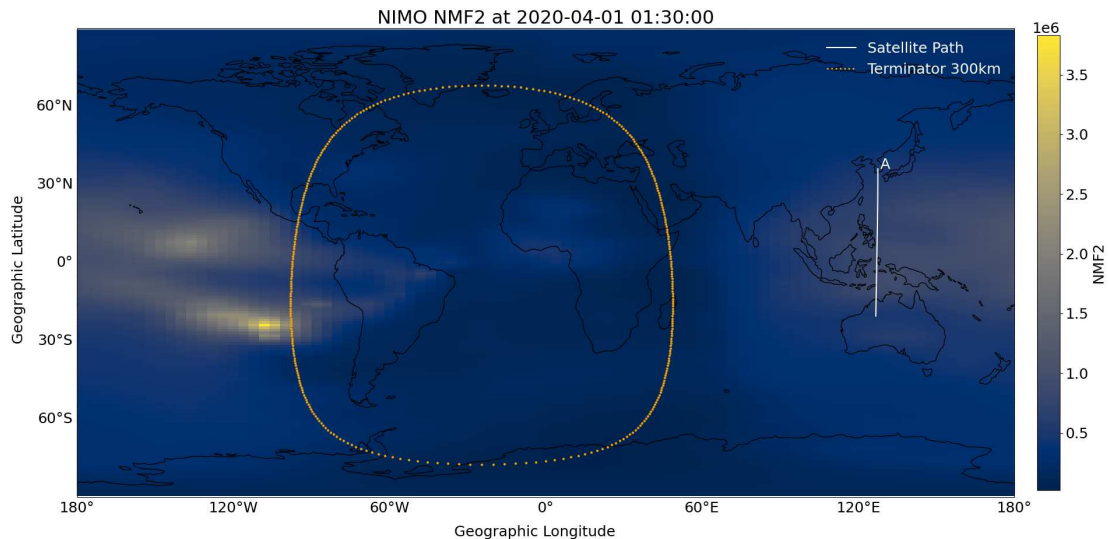 NIMO NMF2 at 2020-04-01 01:30:00
1e6
Satellite Path
Terminator 300km
A
60°N
30°N
0°
30°S
60°S
Geographic Latitude
180°
120°W
60°W
0°
60°E
120°E
180°
Geographic Longitude
3.5
3.0
2.5
2.0
1.5
1.0
0.5
NMF2